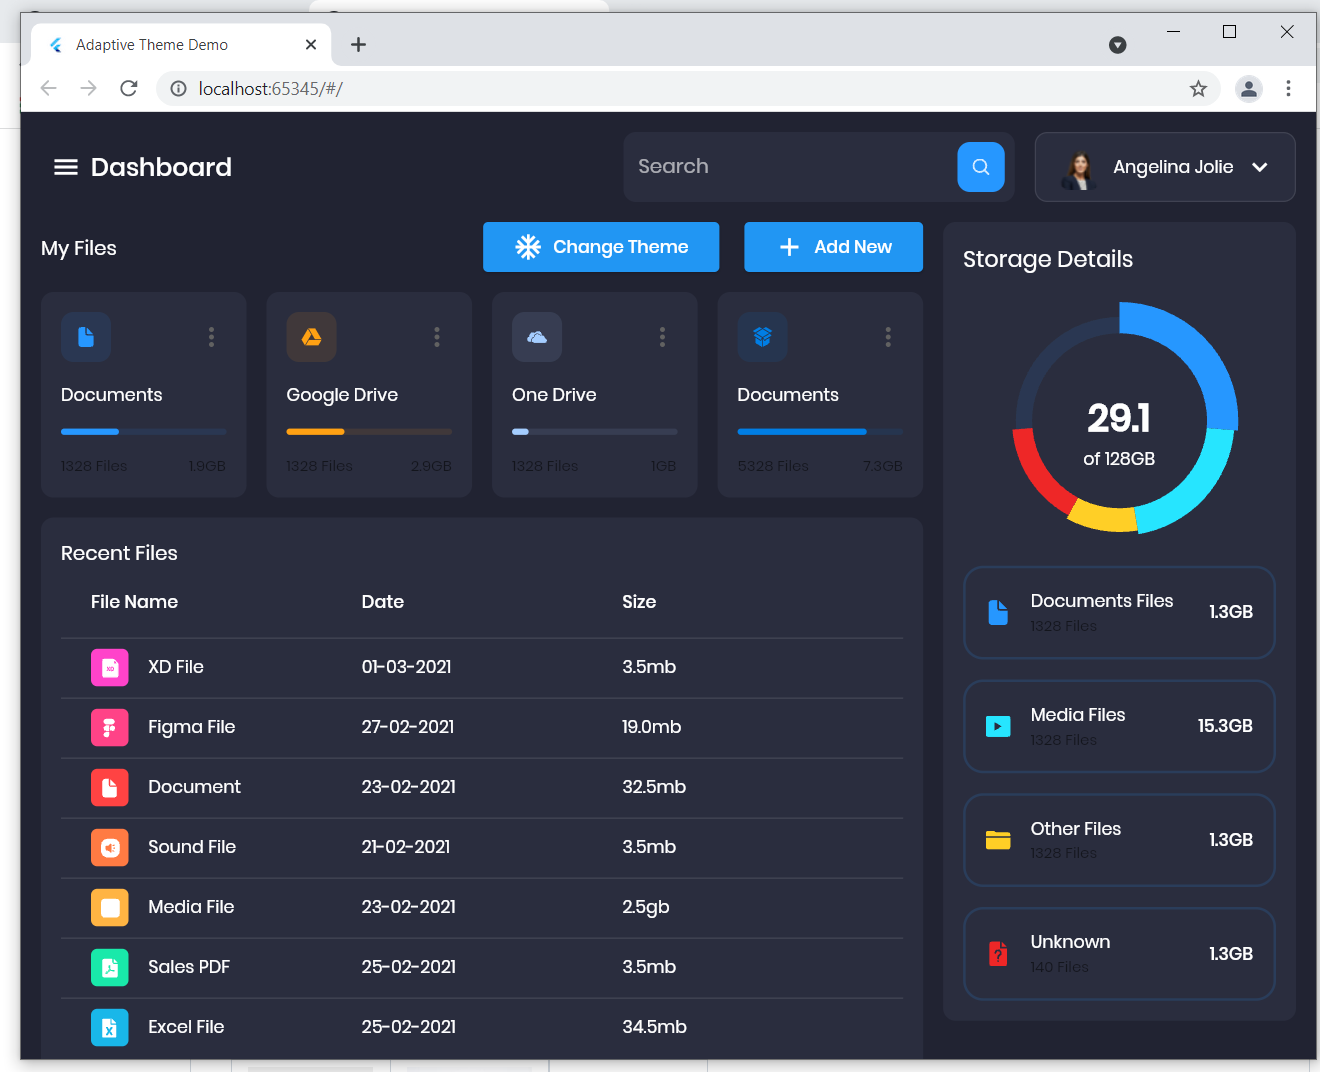 Adaptive Theme Demo
localhost:65345/#/
Dashboard
Search
Angelina Jolie
My Files
Change Theme
Add New
Documents
1328 Files 1.9GB
Google Drive
1328 Files 2.9GB
One Drive
1328 Files 1GB
Documents
5328 Files 7.3GB
Recent Files
File Name Date Size
XD File 01-03-2021 3.5mb
Figma File 27-02-2021 19.0mb
Document 23-02-2021 32.5mb
Sound File 21-02-2021 3.5mb
Media File 23-02-2021 2.5gb
Sales PDF 25-02-2021 3.5mb
Excel File 25-02-2021 34.5mb
Storage Details
29.1
of 128GB
Documents Files
1328 Files
1.3GB
Media Files
1328 Files
15.3GB
Other Files
1328 Files
1.3GB
Unknown
140 Files
1.3GB